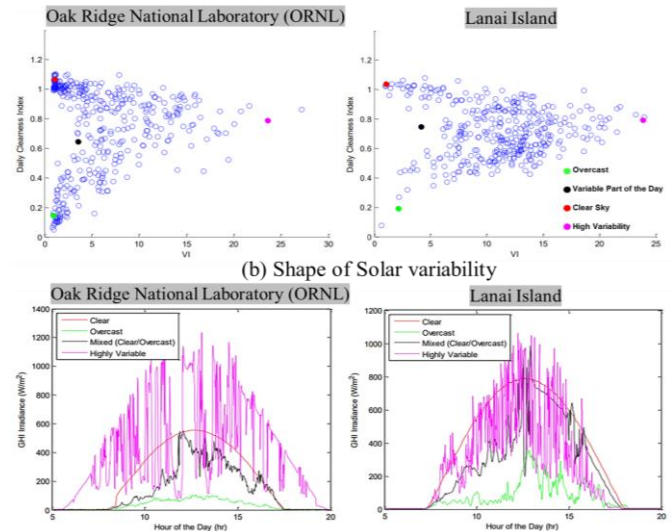 Oak Ridge National Laboratory (ORNL)
Lanai Island
1.2
1
0.8
0.6
0.4
0.2
0
Daily Clearness Index
0 5 10 15 20 25 30
VI
1.2
1
0.8
0.6
0.4
0.2
0
Daily Clearness Index
0 5 10 15 20 25
VI
Overcast
Variable Part of the Day
Clear Sky
High Variability
(b) Shape of Solar variability
Oak Ridge National Laboratory (ORNL)
Lanai Island
1400
1200
1000
800
600
400
200
0
GHI Irradiance (W/m²)
Clear
Overcast
Mixed (Clear/Overcast)
Highly Variable
5 10 15 20
Hour of the Day (hr)
1200
1000
800
600
400
200
0
GHI Irradiance (W/m²)
Clear
Overcast
Mixed (Clear/Overcast)
Highly Variable
5 10 15 20
Hour of the Day (hr)